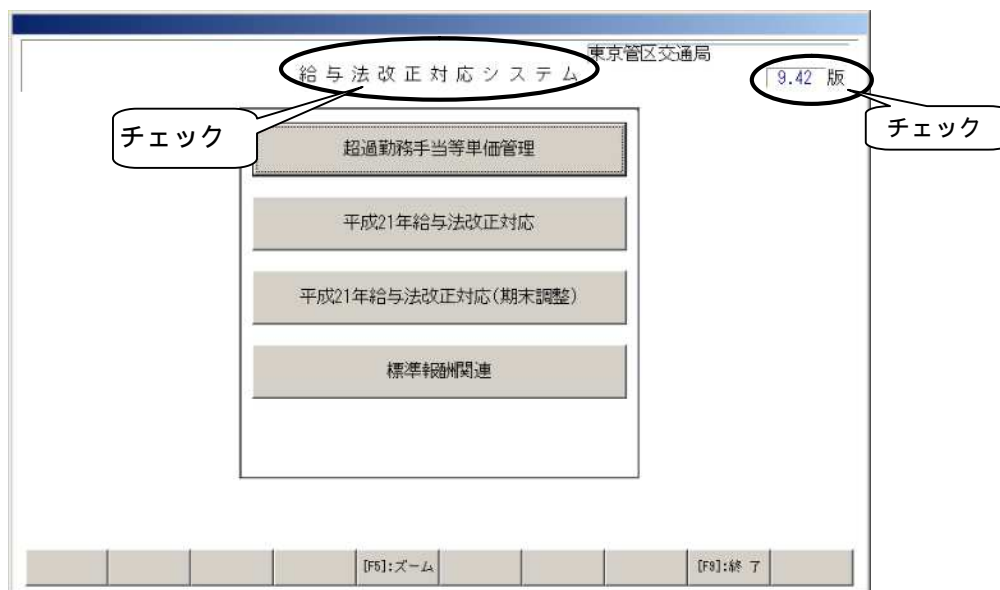 東京管区交通局
給与法改正対応システム
9.42 版
チェック
チェック
超過勤務手当等単価管理
平成21年給与法改正対応
平成21年給与法改正対応(期末調整)
標準報酬関連
[F5]:ズーム
[F9]:終 了